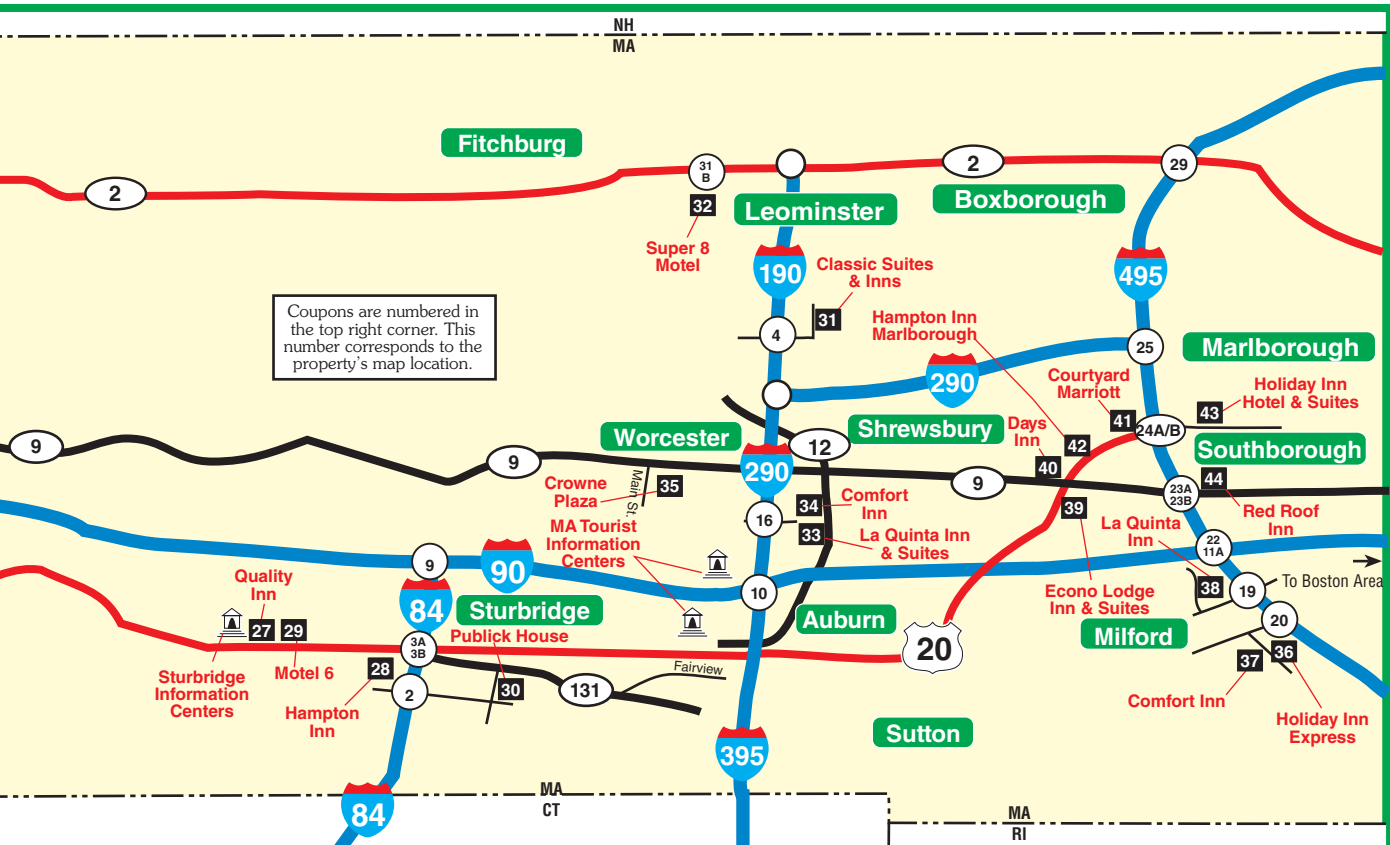 NH
MA
Fitchburg
2
31
B
32
Super 8
Motel
Leominster
2
Boxborough
29
190
495
Classic Suites
& Inns
31
4
Coupons are numbered in
the top right corner. This
number corresponds to the
property's map location.
Hampton Inn
Marlborough
290
25
Marlborough
Courtyard
Marriott
41
24A/B
43
Holiday Inn
Hotel & Suites
9
9
Worcester
290
12
Shrewsbury
Days
Inn
40
42
Southborough
Crowne
Plaza
35
Main St.
9
23A
23B
44
Red Roof
Inn
MA Tourist
Information
Centers
16
34
Comfort
Inn
33
La Quinta Inn
& Suites
39
Econo Lodge
Inn & Suites
La Quinta
Inn
22
11A
38
19
To Boston Area
9
90
84
Sturbridge
10
Auburn
20
Milford
20
Quality
Inn
27
29
Motel 6
Sturbridge
Information
Centers
3A
3B
Publick House
28
Hampton
Inn
2
30
131
Fairview
37
36
Comfort Inn
Holiday Inn
Express
395
Sutton
84
MA
CT
MA
RI